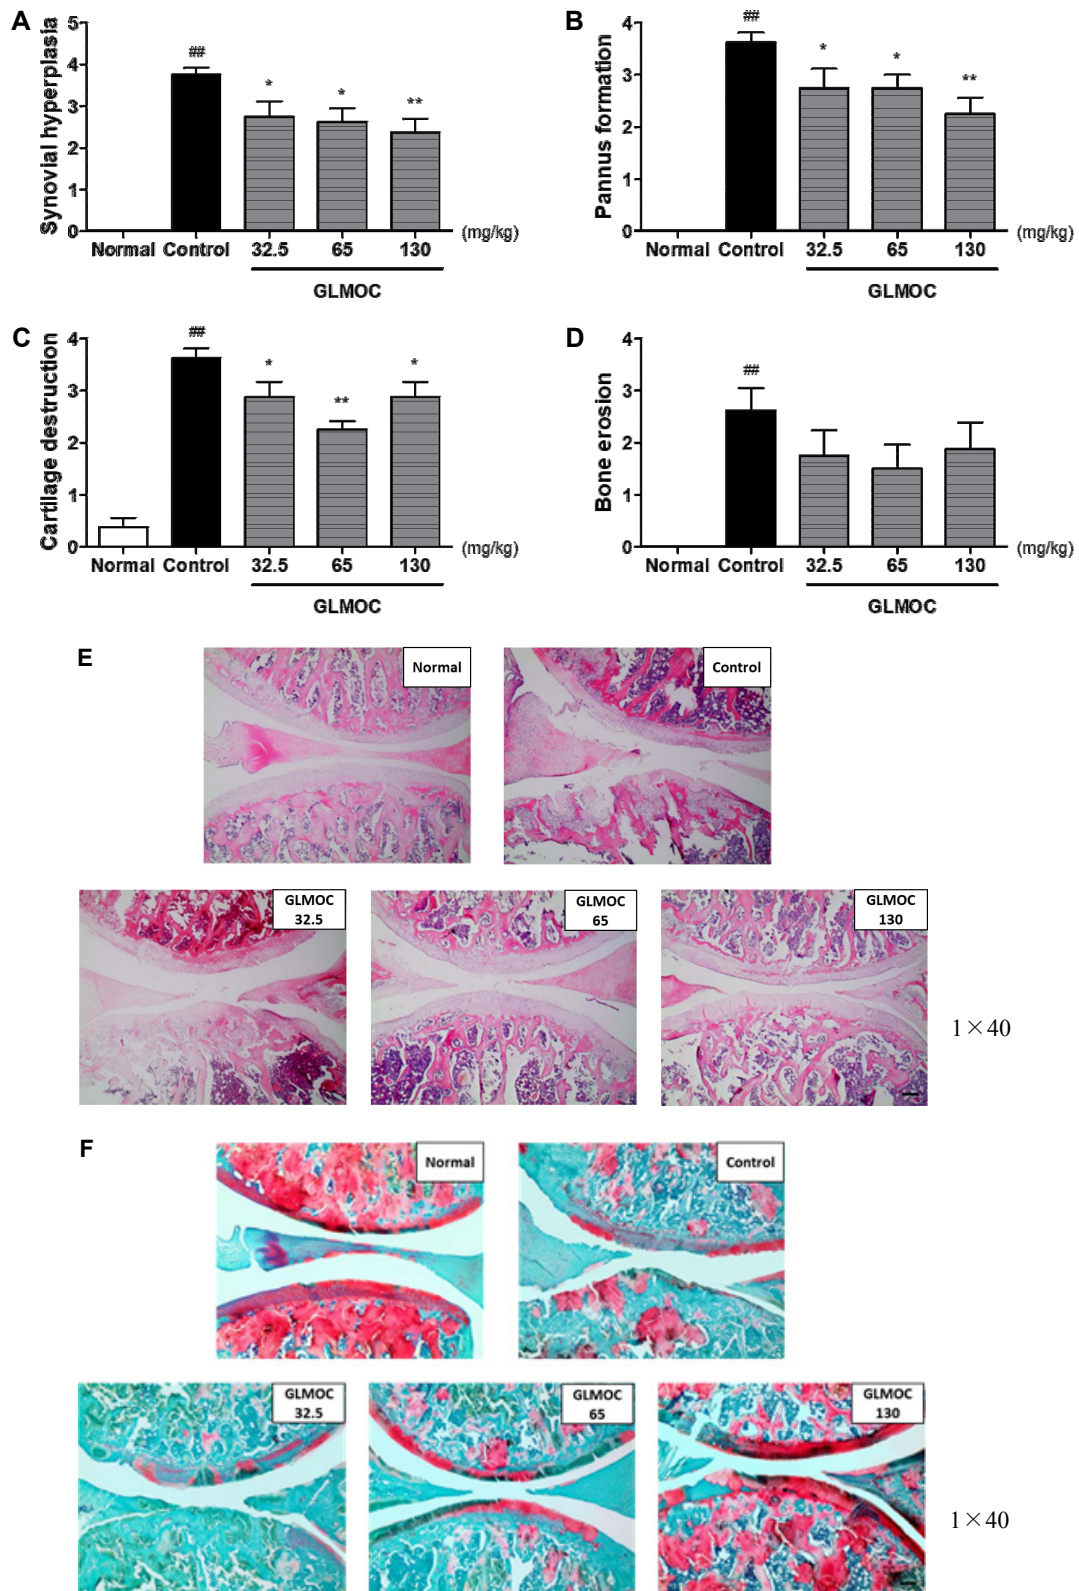 A
Synovial hyperplasia
5
4
3
2
1
0
##
*
*
**
Normal Control 32.5 65 130 (mg/kg)
GLMOC
B
Pannus formation
4
3
2
1
0
##
*
*
**
Normal Control 32.5 65 130 (mg/kg)
GLMOC
C
Cartilage destruction
4
3
2
1
0
##
*
**
*
Normal Control 32.5 65 130 (mg/kg)
GLMOC
D
Bone erosion
4
3
2
1
0
##
Normal Control 32.5 65 130 (mg/kg)
GLMOC
E
Normal
Control
GLMOC
32.5
GLMOC
65
GLMOC
130
1×40
F
Normal
Control
GLMOC
32.5
GLMOC
65
GLMOC
130
1×40